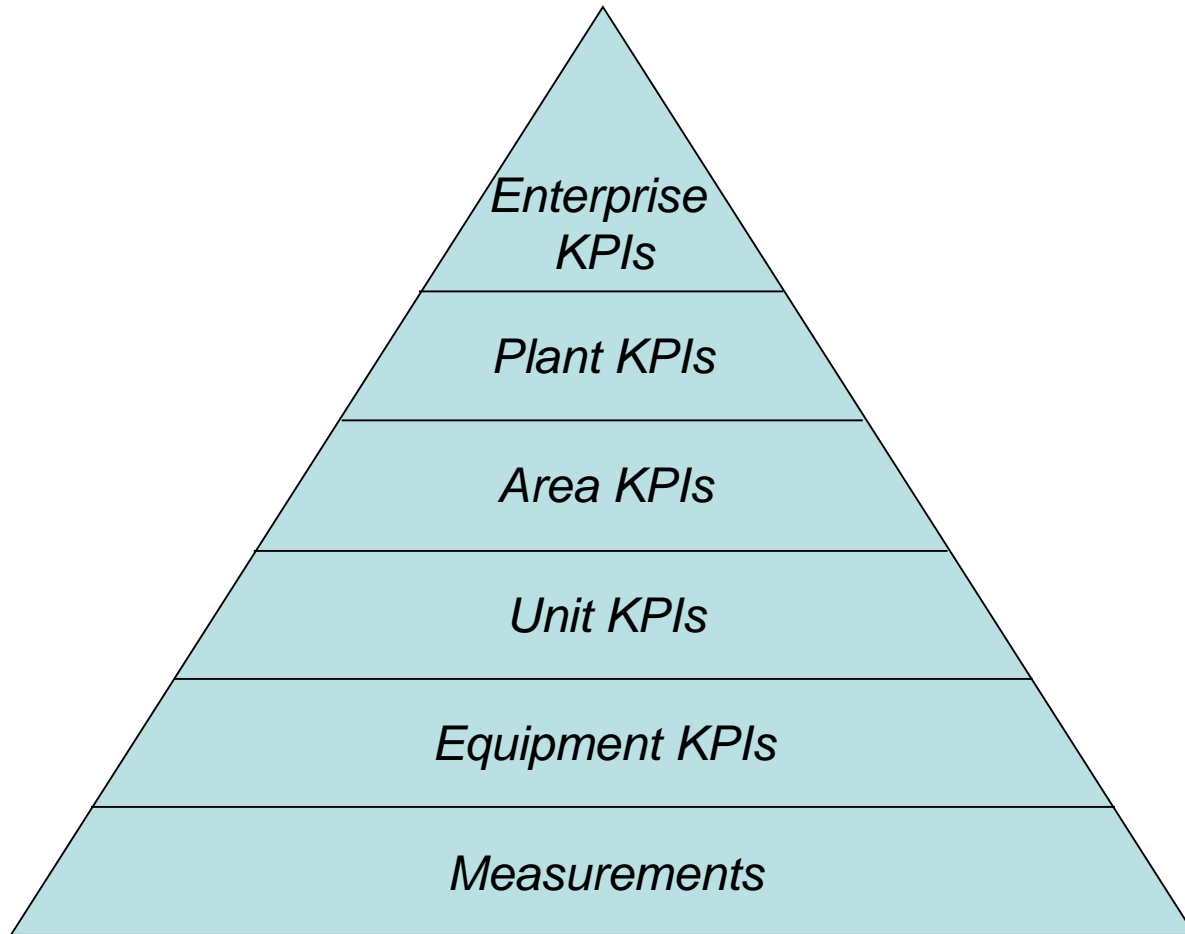 Enterprise
KPIs
Plant KPIs
Area KPIs
Unit KPIs
Equipment KPIs
Measurements